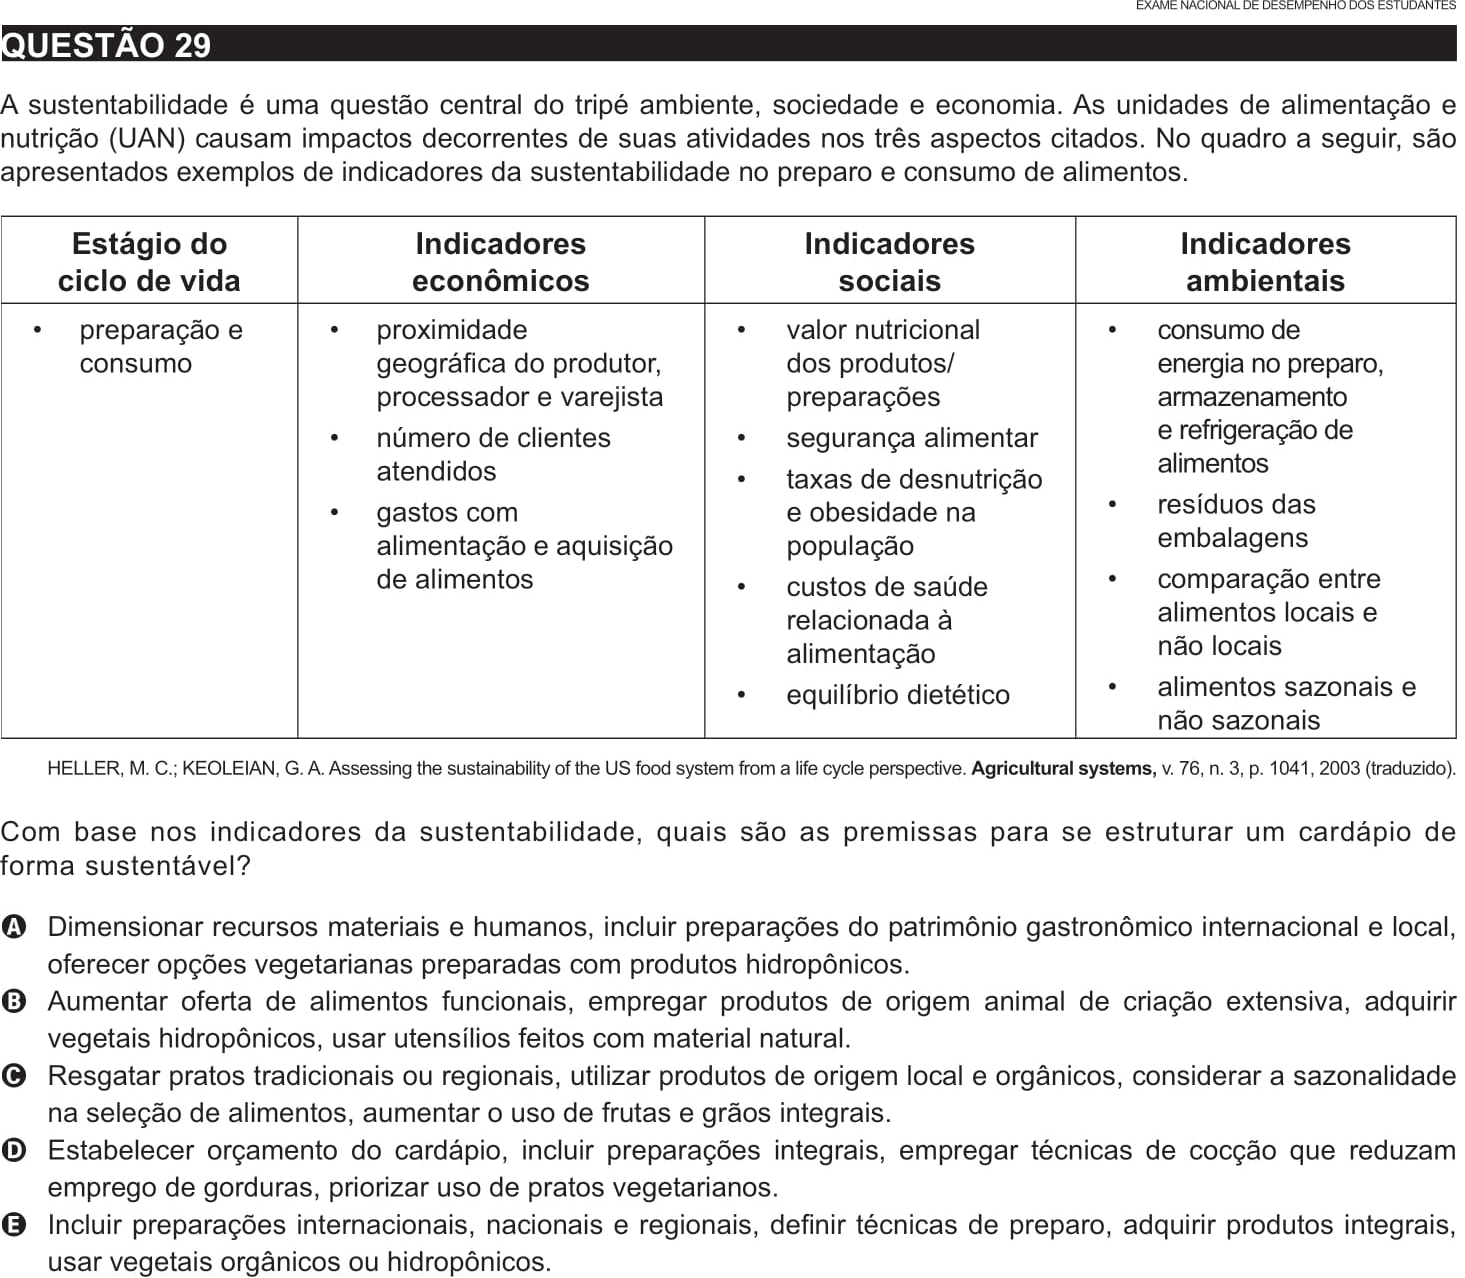 EXAME NACIONAL DE DESEMPENHO DOS ESTUDANTES
QUESTÃO 29
A sustentabilidade é uma questão central do tripé ambiente, sociedade e economia. As unidades de alimentação e
nutrição (UAN) causam impactos decorrentes de suas atividades nos três aspectos citados. No quadro a seguir, são
apresentados exemplos de indicadores da sustentabilidade no preparo e consumo de alimentos.
Estágio do
ciclo de vida
Indicadores
econômicos
Indicadores
sociais
Indicadores
ambientais
• preparação e
consumo
• proximidade
geográfica do produtor,
processador e varejista
• número de clientes
atendidos
• gastos com
alimentação e aquisição
de alimentos
• valor nutricional
dos produtos/
preparações
• segurança alimentar
• taxas de desnutrição
e obesidade na
população
• custos de saúde
relacionada à
alimentação
• equilíbrio dietético
• consumo de
energia no preparo,
armazenamento
e refrigeração de
alimentos
• resíduos das
embalagens
• comparação entre
alimentos locais e
não locais
• alimentos sazonais e
não sazonais
HELLER, M. C.; KEOLEIAN, G. A. Assessing the sustainability of the US food system from a life cycle perspective. Agricultural systems, v. 76, n. 3, p. 1041, 2003 (traduzido).
Com base nos indicadores da sustentabilidade, quais são as premissas para se estruturar um cardápio de
forma sustentável?
A Dimensionar recursos materiais e humanos, incluir preparações do patrimônio gastronômico internacional e local,
oferecer opções vegetarianas preparadas com produtos hidropônicos.
B Aumentar oferta de alimentos funcionais, empregar produtos de origem animal de criação extensiva, adquirir
vegetais hidropônicos, usar utensílios feitos com material natural.
C Resgatar pratos tradicionais ou regionais, utilizar produtos de origem local e orgânicos, considerar a sazonalidade
na seleção de alimentos, aumentar o uso de frutas e grãos integrais.
D Estabelecer orçamento do cardápio, incluir preparações integrais, empregar técnicas de cocção que reduzam
emprego de gorduras, priorizar uso de pratos vegetarianos.
E Incluir preparações internacionais, nacionais e regionais, definir técnicas de preparo, adquirir produtos integrais,
usar vegetais orgânicos ou hidropônicos.